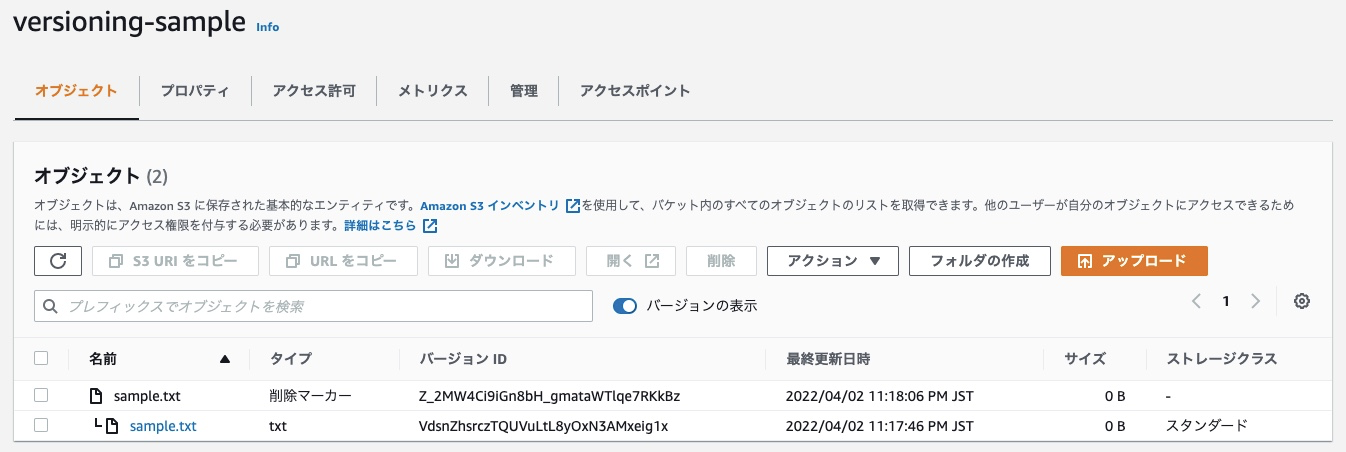 versioning-sample Info
オブジェクト プロパティ アクセス許可 メトリクス 管理 アクセスポイント
オブジェクト (2)
オブジェクトは、Amazon S3 に保存された基本的なエンティティです。Amazon S3 インベントリ を使用して、バケット内のすべてのオブジェクトのリストを取得できます。他のユーザーが自分のオブジェクトにアクセスできるため
には、明示的にアクセス権限を付与する必要があります。詳細はこちら
S3 URI をコピー URL をコピー ダウンロード 開く 削除 アクション フォルダの作成 アップロード
プレフィックスでオブジェクトを検索 バージョンの表示 1
名前 タイプ バージョン ID 最終更新日時 サイズ ストレージクラス
sample.txt 削除マーカー Z_2MW4Ci9iGn8bH_gmataWTlqe7RKkBz 2022/04/02 11:18:06 PM JST 0 B -
sample.txt txt VdsnZhsrczTQUVuLtL8yOxN3AMxeig1x 2022/04/02 11:17:46 PM JST 0 B スタンダード